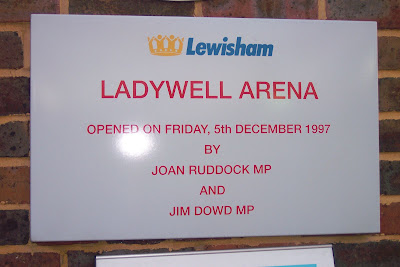 Lewisham
LADYWELL ARENA
OPENED ON FRIDAY, 5th DECEMBER 1997
BY
JOAN RUDDOCK MP
AND
JIM DOWD MP